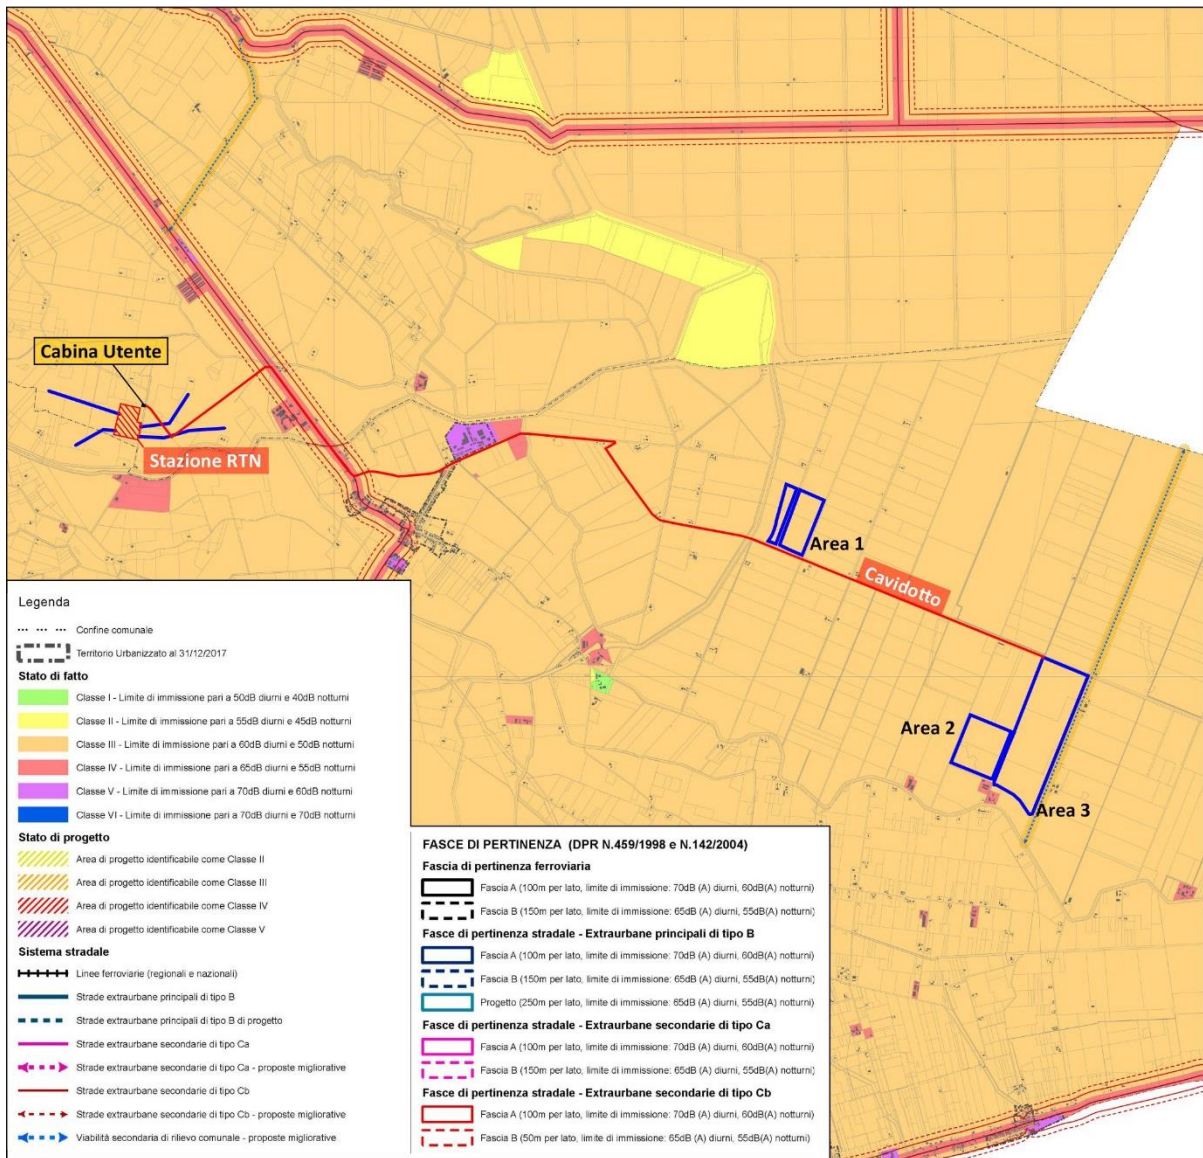 Cabina Utente
Stazione RTN
Area 1
Cavidotto
Area 2
Area 3
Legenda
Confine comunale
Territorio Urbanizzato al 31/12/2017
Stato di fatto
Classe I - Limite di immissione pari a 50dB diurni e 40dB notturni
Classe II - Limite di immissione pari a 55dB diurni e 45dB notturni
Classe III - Limite di immissione pari a 60dB diurni e 50dB notturni
Classe IV - Limite di immissione pari a 65dB diurni e 55dB notturni
Classe V - Limite di immissione pari a 70dB diurni e 60dB notturni
Classe VI - Limite di immissione pari a 70dB diurni e 70dB notturni
Stato di progetto
Area di progetto identificabile come Classe II
Area di progetto identificabile come Classe III
Area di progetto identificabile come Classe IV
Area di progetto identificabile come Classe V
Sistema stradale
Linee ferroviarie (regionali e nazionali)
Strade extraurbane principali di tipo B
Strade extraurbane principali di tipo B di progetto
Strade extraurbane secondarie di tipo Ca
Strade extraurbane secondarie di tipo Ca - proposte migliorative
Strade extraurbane secondarie di tipo Cb
Strade extraurbane secondarie di tipo Cb - proposte migliorative
Viabilità secondaria di rilievo comunale - proposte migliorative
FASCE DI PERTINENZA (DPR N.459/1998 e N.142/2004)
Fascia di pertinenza ferroviaria
Fascia A (100m per lato, limite di immissione: 70dB (A) diurni, 60dB(A) notturni)
Fascia B (150m per lato, limite di immissione: 65dB (A) diurni, 55dB(A) notturni)
Fasce di pertinenza stradale - Extraurbane principali di tipo B
Fascia A (100m per lato, limite di immissione: 70dB (A) diurni, 60dB(A) notturni)
Fascia B (150m per lato, limite di immissione: 65dB (A) diurni, 55dB(A) notturni)
Progetto (250m per lato, limite di immissione: 65dB (A) diurni, 55dB(A) notturni)
Fasce di pertinenza stradale - Extraurbane secondarie di tipo Ca
Fascia A (100m per lato, limite di immissione: 70dB (A) diurni, 60dB(A) notturni)
Fascia B (150m per lato, limite di immissione: 65dB (A) diurni, 55dB(A) notturni)
Fasce di pertinenza stradale - Extraurbane secondarie di tipo Cb
Fascia A (100m per lato, limite di immissione: 70dB (A) diurni, 60dB(A) notturni)
Fascia B (50m per lato, limite di immissione: 65dB (A) diurni, 55dB(A) notturni)